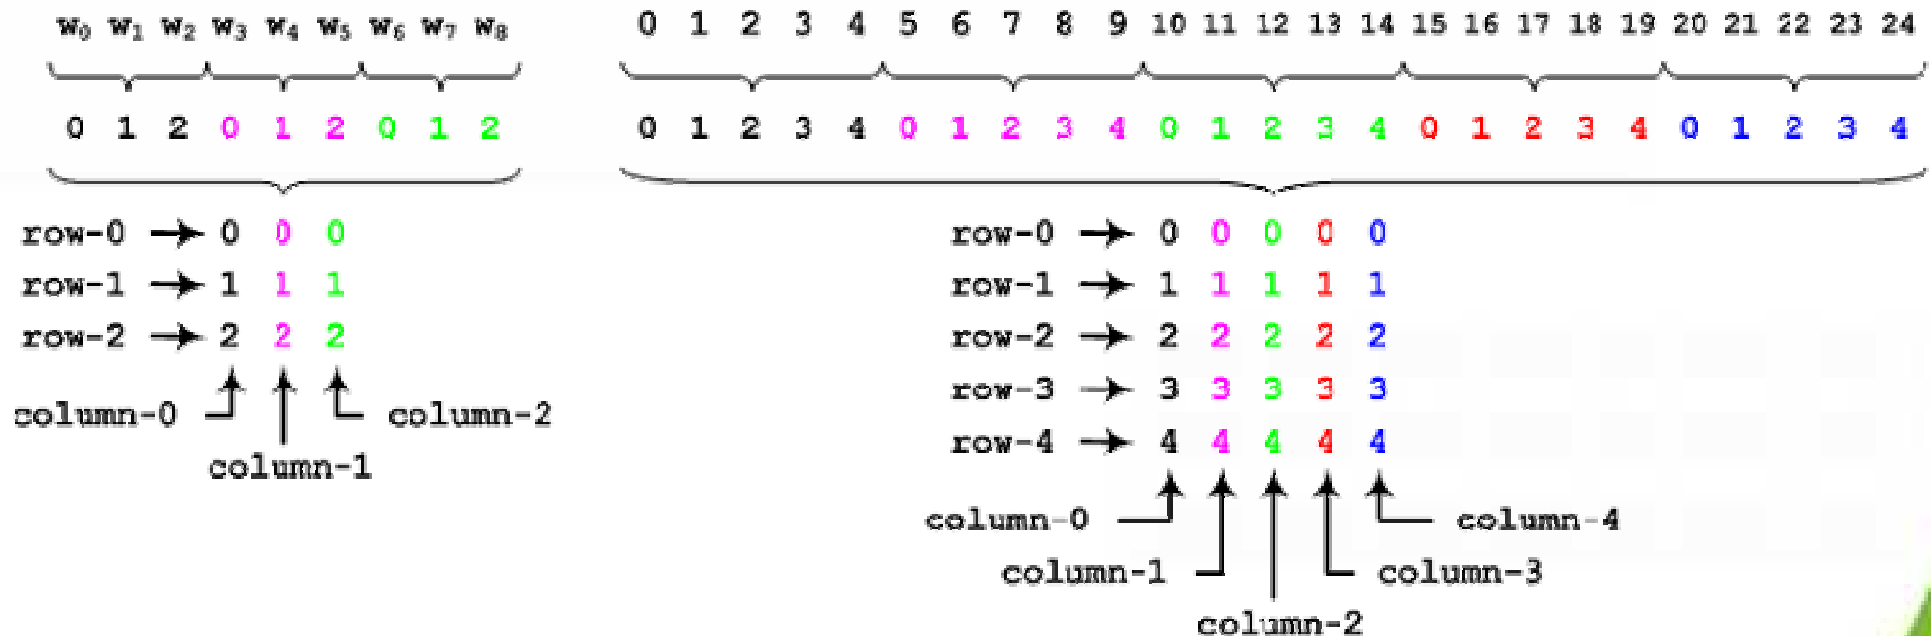 w₀ w₁ w₂ w₃ w₄ w₅ w₆ w₇ w₈
0 1 2 0 1 2 0 1 2
row-0 → 0 0 0
row-1 → 1 1 1
row-2 → 2 2 2
column-0
column-2
column-1
0 1 2 3 4 5 6 7 8 9 10 11 12 13 14 15 16 17 18 19 20 21 22 23 24
0 1 2 3 4 0 1 2 3 4 0 1 2 3 4 0 1 2 3 4 0 1 2 3 4
row-0 → 0 0 0 0 0
row-1 → 1 1 1 1 1
row-2 → 2 2 2 2 2
row-3 → 3 3 3 3 3
row-4 → 4 4 4 4 4
column-0
column-4
column-1
column-3
column-2